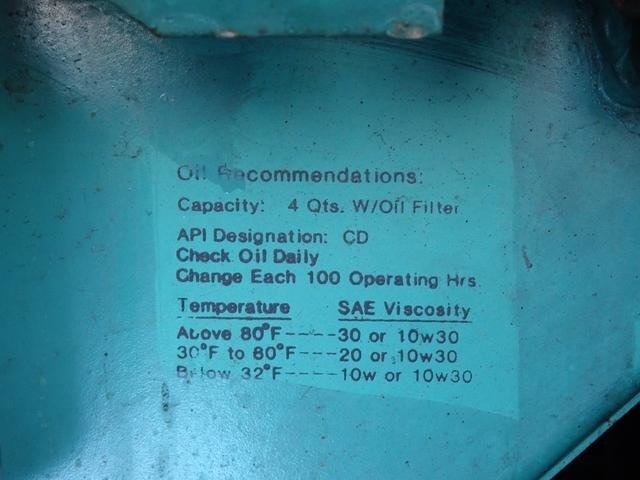 Oil Recommendations:
Capacity: 4 Qts. W/Oil Filter
API Designation: CD
Check Oil Daily
Change Each 100 Operating Hrs.
Temperature SAE Viscosity
Above 80°F----30 or 10w30
30°F to 80°F---20 or 10w30
Below 32°F----10w or 10w30